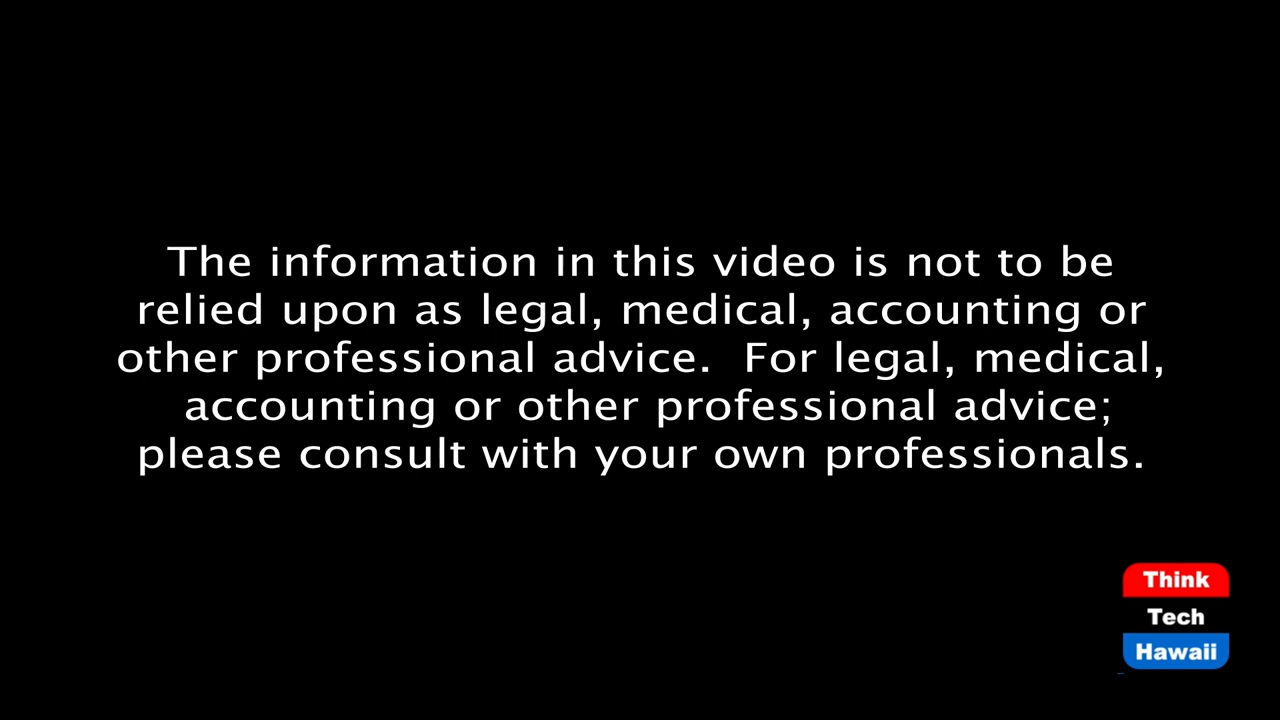 The information in this video is not to be
relied upon as legal, medical, accounting or
other professional advice.  For legal, medical,
accounting or other professional advice;
please consult with your own professionals.
Think
Tech
Hawaii